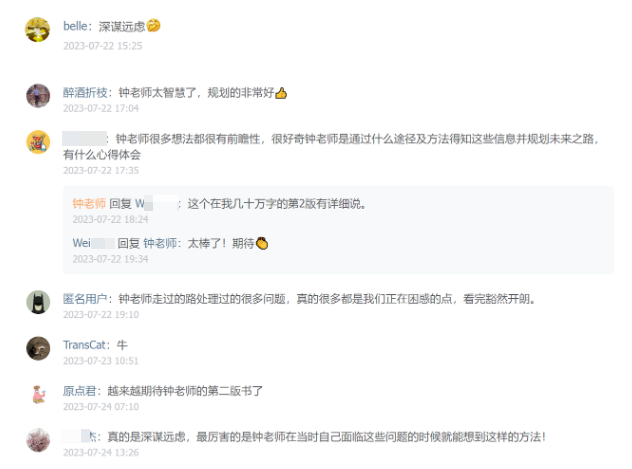 belle：深谋远虑
2023-07-22 15:25
醉酒折枝：钟老师太智慧了，规划的非常好
2023-07-22 17:04
：钟老师很多想法都很有前瞻性，很好奇钟老师是通过什么途径及方法得知这些信息并规划未来之路，
有什么心得体会
2023-07-22 17:35
钟老师 回复 W ：这个在我几十万字的第2版有详细说。
2023-07-22 18:24
Wei 回复 钟老师：太棒了！期待
2023-07-22 19:34
匿名用户：钟老师走过的路处理过的很多问题，真的很多都是我们正在困惑的点，看完豁然开朗。
2023-07-22 19:10
TransCat：牛
2023-07-23 10:51
原点君：越来越期待钟老师的第二版书了
2023-07-24 07:10
杰：真的是深谋远虑，最厉害的是钟老师在当时自己面临这些问题的时候就能想到这样的方法！
2023-07-24 13:26